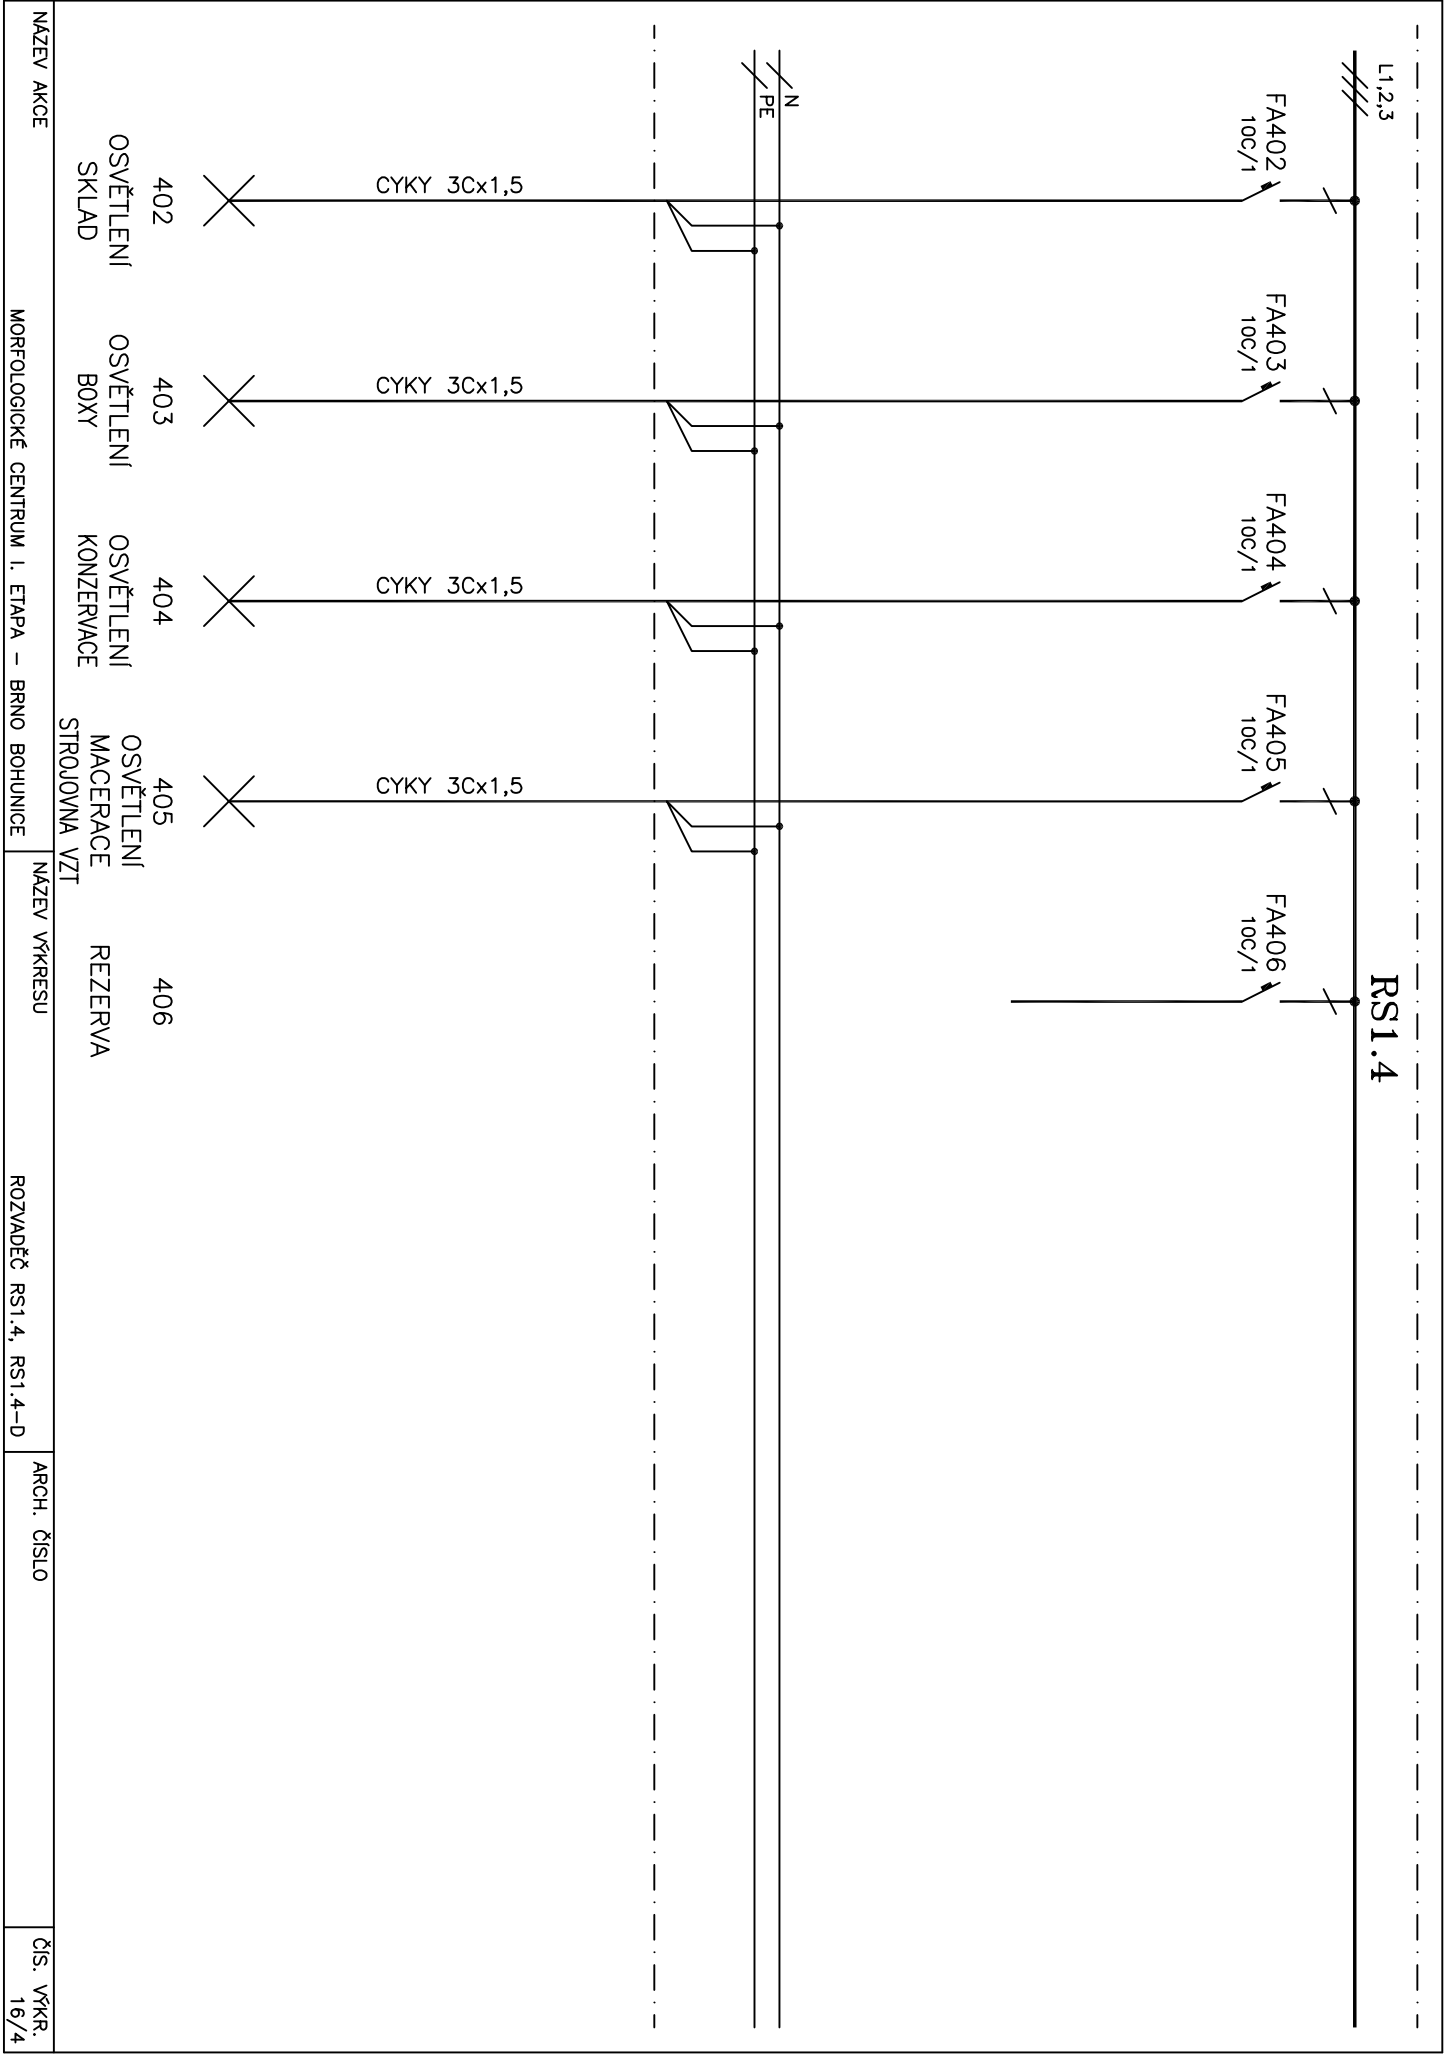 RS1.4
L1,2,3
FA402
10C/1
FA403
10C/1
FA404
10C/1
FA405
10C/1
FA406
10C/1
N
PE
CYKY 3Cx1,5
CYKY 3Cx1,5
CYKY 3Cx1,5
CYKY 3Cx1,5
402
OSVĚTLENÍ
SKLAD
403
OSVĚTLENÍ
BOXY
404
OSVĚTLENÍ
KONZERVACE
405
OSVĚTLENÍ
MACERACE
STROJOVNA VZT
406
REZERVA
NÁZEV AKCE
MORFOLOGICKÉ CENTRUM I. ETAPA – BRNO BOHUNICE
NÁZEV VÝKRESU
ROZVADĚČ RS1.4, RS1.4–D
ARCH. ČÍSLO
ČÍS. VÝKR.
16/4